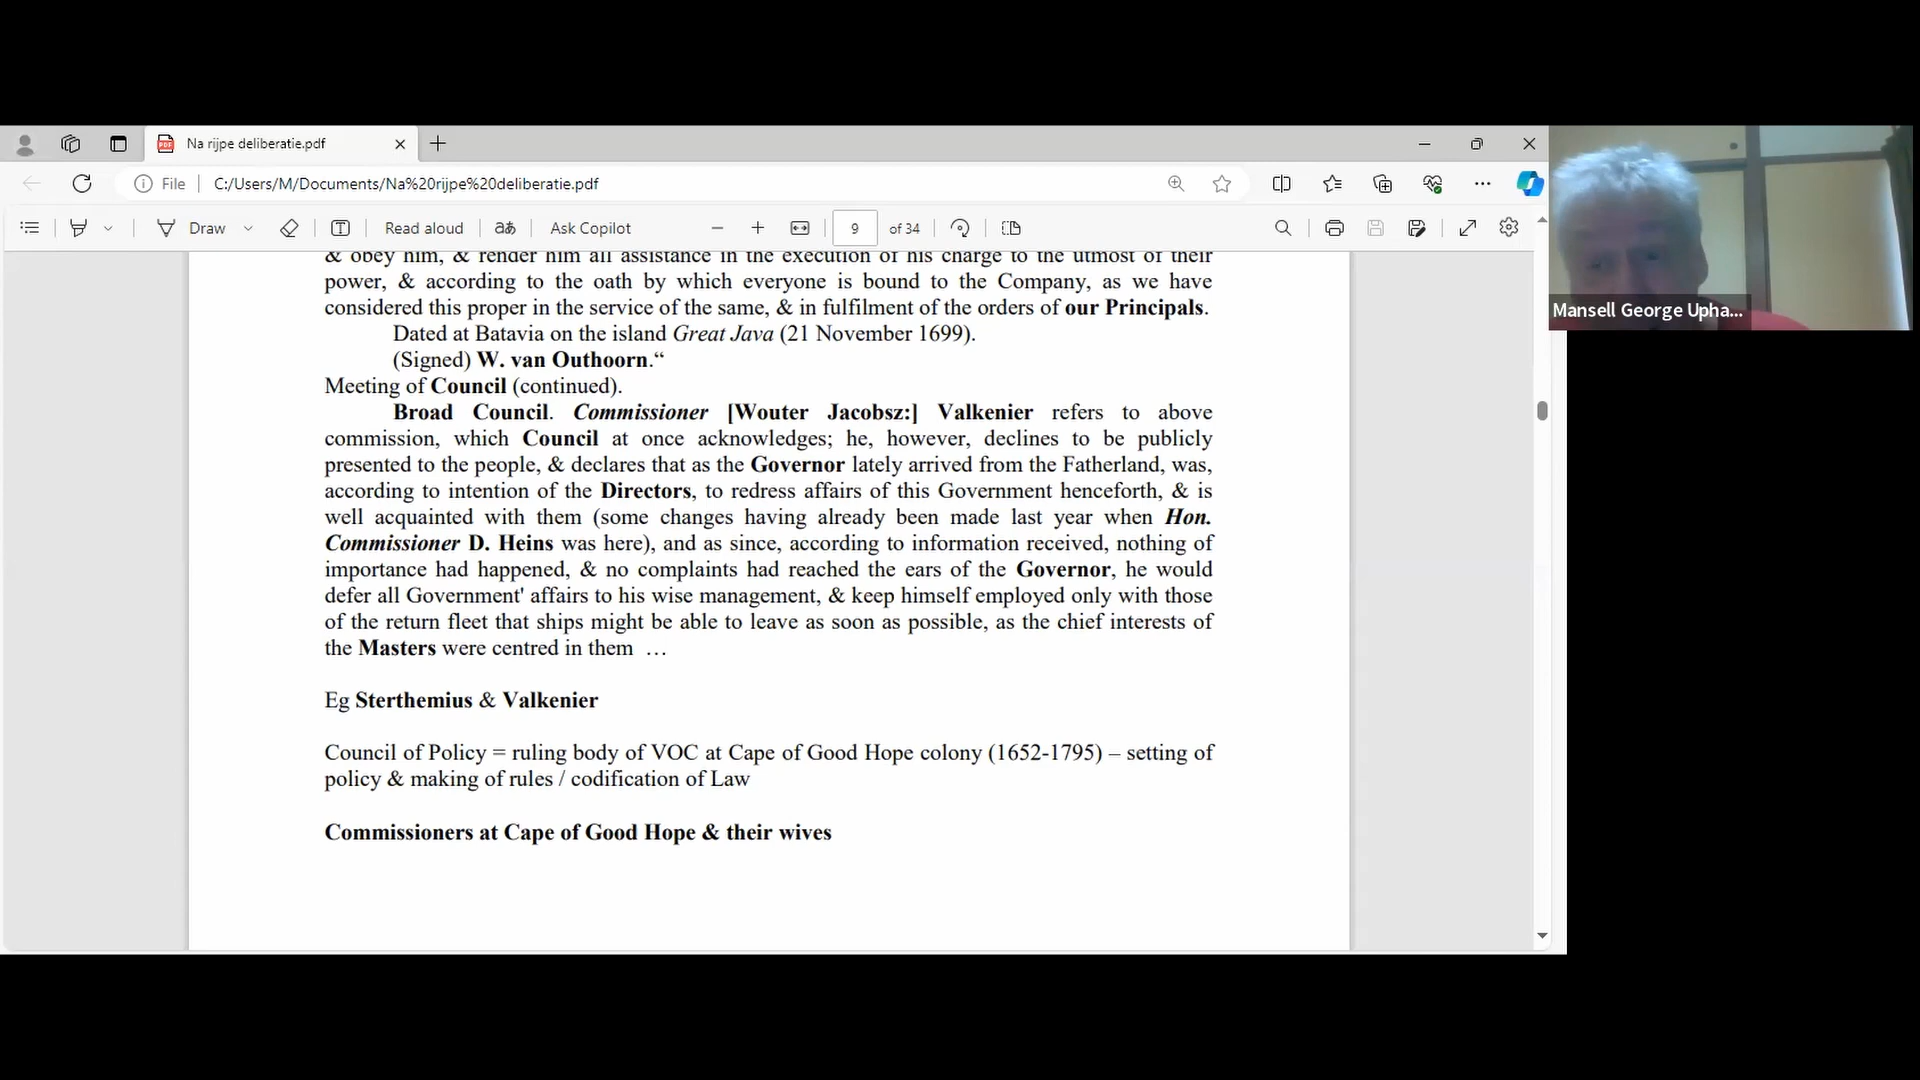 Na rijpe deliberatie.pdf
File
C:/Users/M/Documents/Na%20rijpe%20deliberatie.pdf
Draw
Read aloud
aあ
Ask Copilot
9 of 34
& obey him, & render him all assistance in the execution of his charge to the utmost of their
power, & according to the oath by which everyone is bound to the Company, as we have
considered this proper in the service of the same, & in fulfilment of the orders of our Principals.
Dated at Batavia on the island Great Java (21 November 1699).
(Signed) W. van Outhoorn.“
Meeting of Council (continued).
Broad Council. Commissioner [Wouter Jacobsz:] Valkenier refers to above
commission, which Council at once acknowledges; he, however, declines to be publicly
presented to the people, & declares that as the Governor lately arrived from the Fatherland, was,
according to intention of the Directors, to redress affairs of this Government henceforth, & is
well acquainted with them (some changes having already been made last year when Hon.
Commissioner D. Heins was here), and as since, according to information received, nothing of
importance had happened, & no complaints had reached the ears of the Governor, he would
defer all Government' affairs to his wise management, & keep himself employed only with those
of the return fleet that ships might be able to leave as soon as possible, as the chief interests of
the Masters were centred in them …
Eg Sterthemius & Valkenier
Council of Policy = ruling body of VOC at Cape of Good Hope colony (1652-1795) – setting of
policy & making of rules / codification of Law
Commissioners at Cape of Good Hope & their wives
Mansell George Upha...